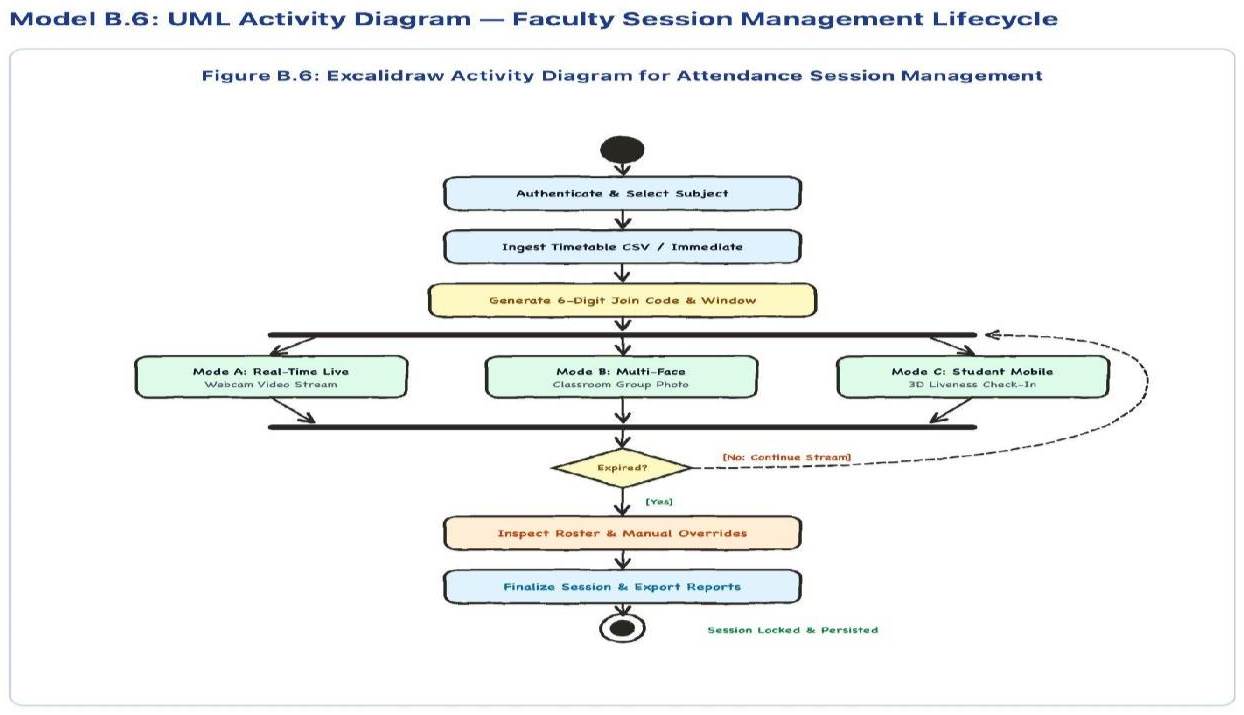 Model B.6: UML Activity Diagram — Faculty Session Management Lifecycle
Figure B.6: Excalidraw Activity Diagram for Attendance Session Management
Authenticate & Select Subject
Ingest Timetable CSV / Immediate
Generate 6-Digit Join Code & Window
Mode A: Real-Time Live
Webcam Video Stream
Mode B: Multi-Face
Classroom Group Photo
Mode C: Student Mobile
3D Liveness Check-In
Expired?
[No: Continue Stream]
[Yes]
Inspect Roster & Manual Overrides
Finalize Session & Export Reports
Session Locked & Persisted